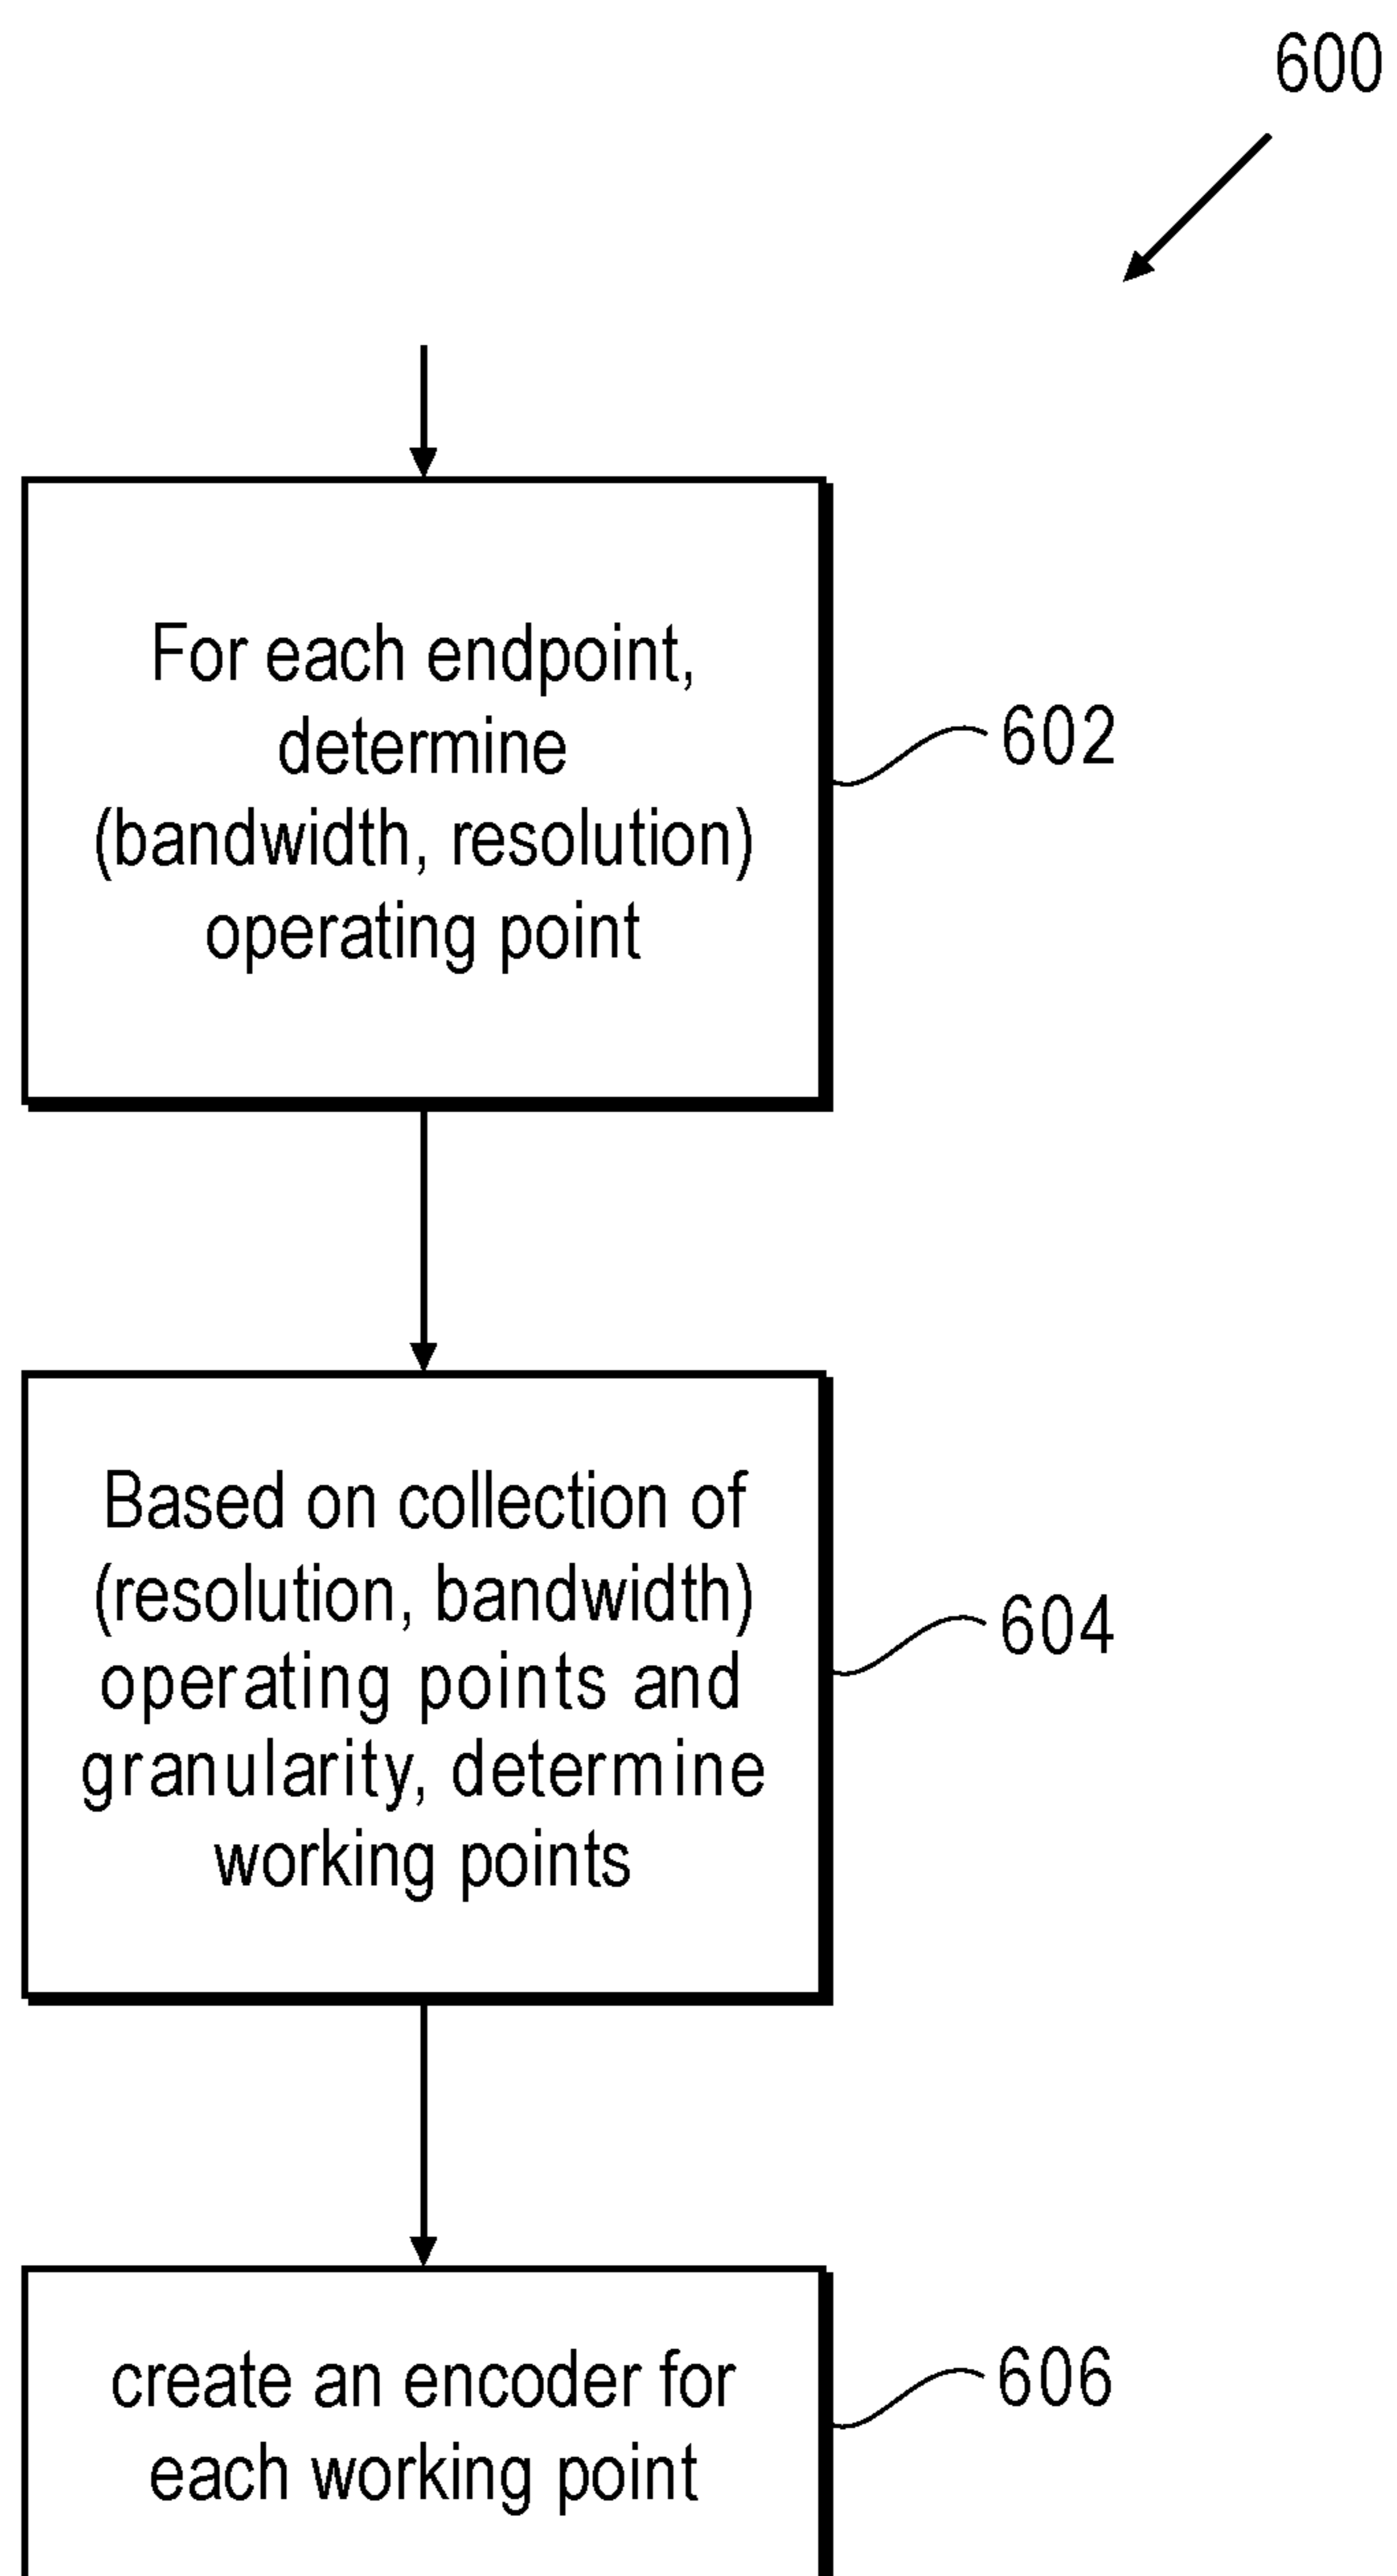 600
For each endpoint,
determine
(bandwidth, resolution)
operating point
602
Based on collection of
(resolution, bandwidth)
operating points and
granularity, determine
working points
604
create an encoder for
each working point
606